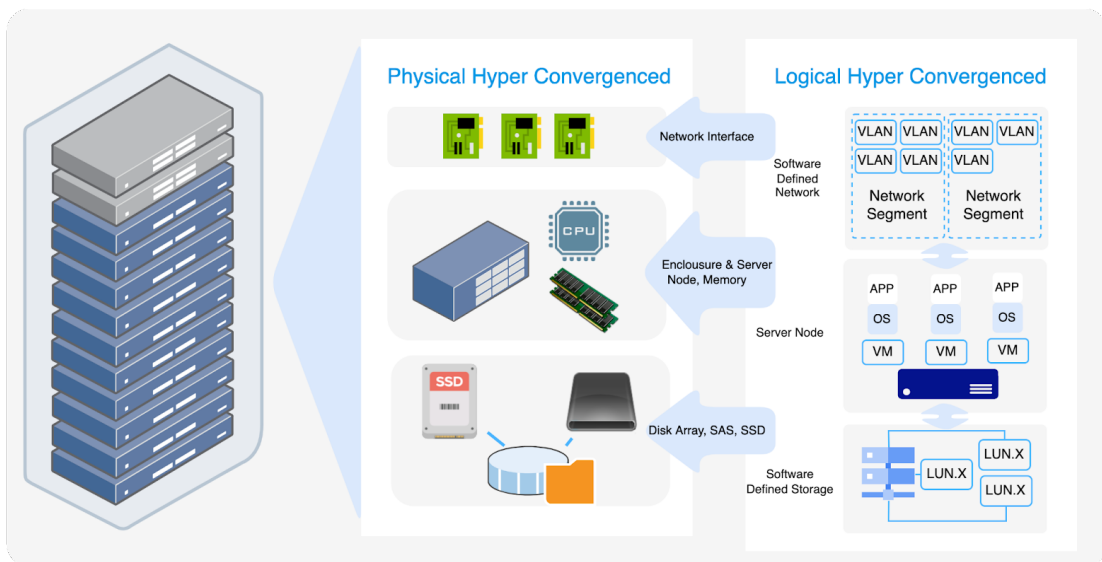 Physical Hyper Convergenced
Logical Hyper Convergenced
Network Interface
CPU
Enclousure & Server
Node, Memory
SSD
Disk Array, SAS, SSD
Software
Defined
Network
VLAN VLAN VLAN VLAN
VLAN VLAN VLAN
Network Network
Segment Segment
Server Node
APP APP APP
OS OS OS
VM VM VM
Software
Defined Storage
LUN.X
LUN.X
LUN.X